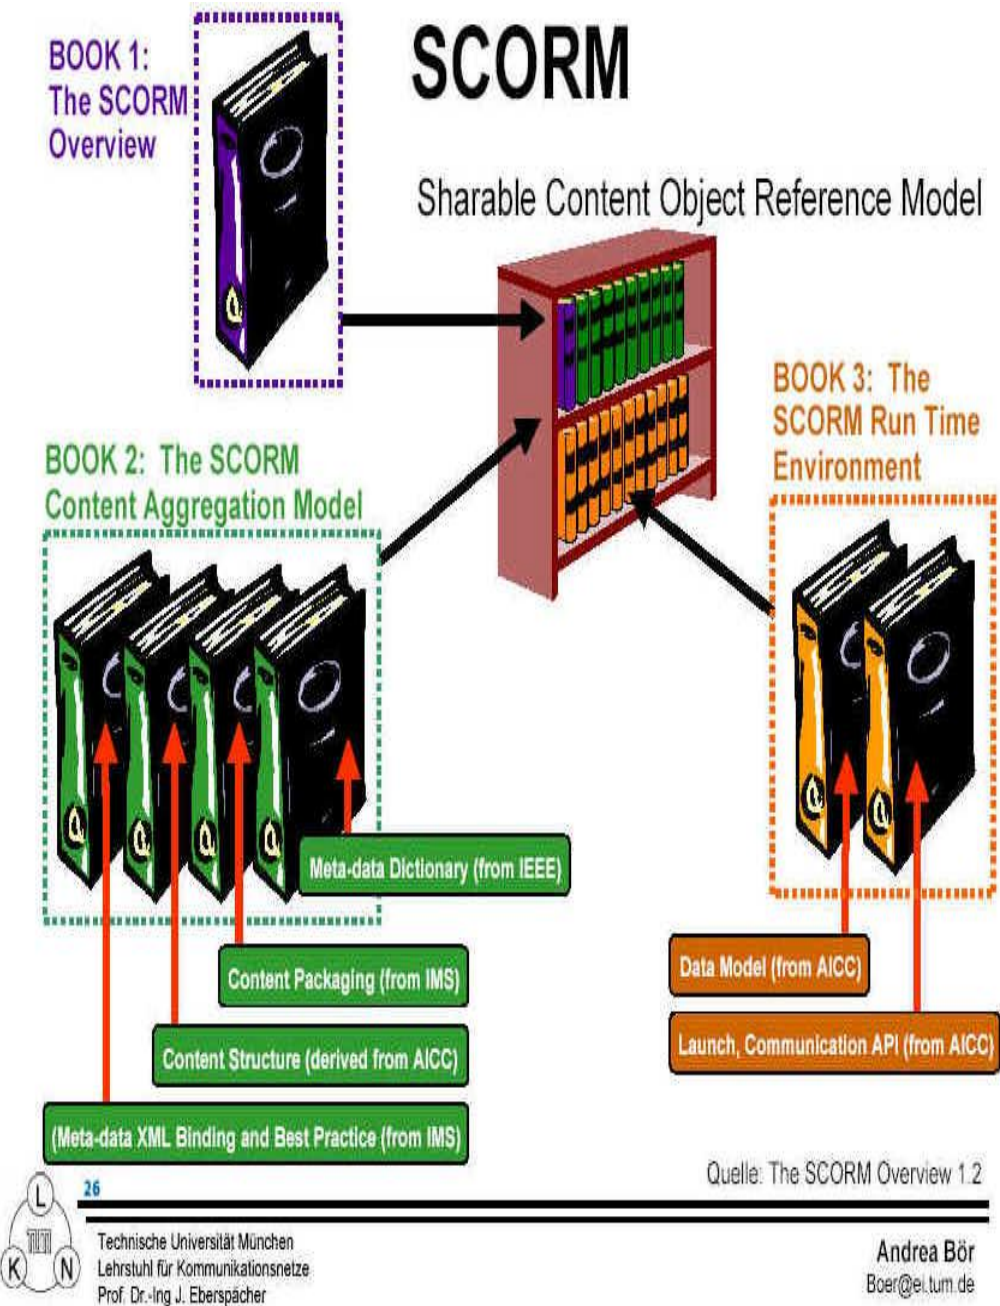 BOOK 1:
The SCORM
Overview
SCORM
Sharable Content Object Reference Model
BOOK 3: The
SCORM Run Time
Environment
BOOK 2: The SCORM
Content Aggregation Model
Meta-data Dictionary (from IEEE)
Content Packaging (from IMS)
Content Structure (derived from AICC)
(Meta-data XML Binding and Best Practice (from IMS)
Data Model (from AICC)
Launch, Communication API (from AICC)
Quelle: The SCORM Overview 1.2
26
L
TUM
K
N
Technische Universität München
Lehrstuhl für Kommunikationsnetze
Prof. Dr.-Ing J. Eberspächer
Andrea Bör
Boer@ei.tum.de